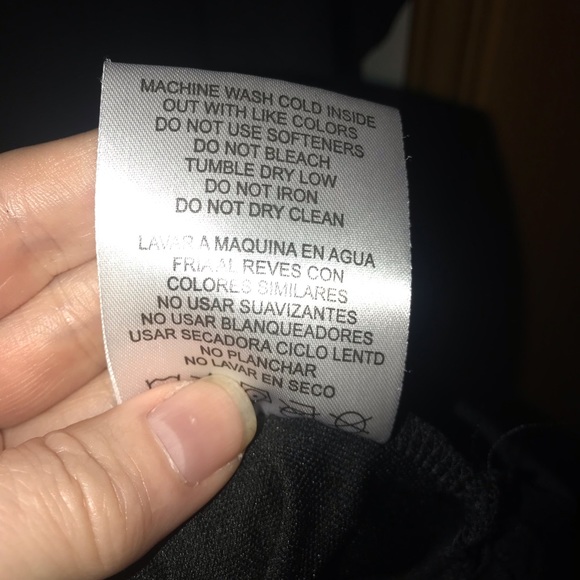 MACHINE WASH COLD INSIDE
OUT WITH LIKE COLORS
DO NOT USE SOFTENERS
DO NOT BLEACH
TUMBLE DRY LOW
DO NOT IRON
DO NOT DRY CLEAN
LAVAR A MAQUINA EN AGUA
FRIA AL REVES CON
COLORES SIMILARES
NO USAR SUAVIZANTES
NO USAR BLANQUEADORES
USAR SECADORA CICLO LENTD
NO PLANCHAR
NO LAVAR EN SECO